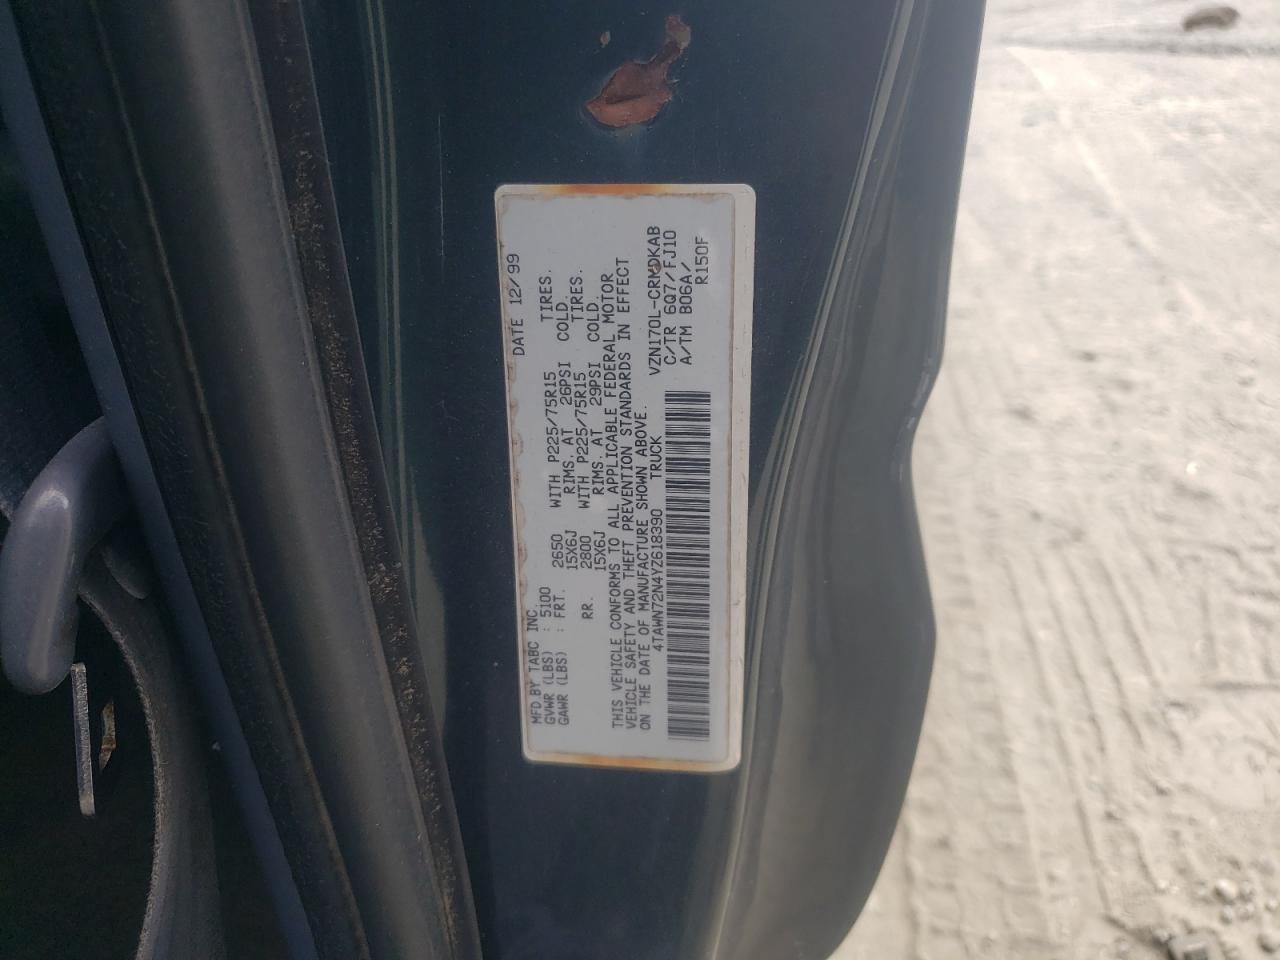 DATE 12/99
MFD.BY TABC INC.
GVWR (LBS) : 5100
GAWR (LBS) : FRT. 2650 WITH P225/75R15 TIRES.
15X6J RIMS. AT 26PSI COLD.
RR. 2800 WITH P225/75R15 TIRES.
15X6J RIMS. AT 29PSI COLD.
THIS VEHICLE CONFORMS TO ALL APPLICABLE FEDERAL MOTOR
VEHICLE SAFETY AND THEFT PREVENTION STANDARDS IN EFFECT
ON THE DATE OF MANUFACTURE SHOWN ABOVE.
4TAWN72N4YZ618390 TRUCK
VZN170L-CRMDKAB
C/TR 6Q7/FJ10
A/TM B06A/
R150F